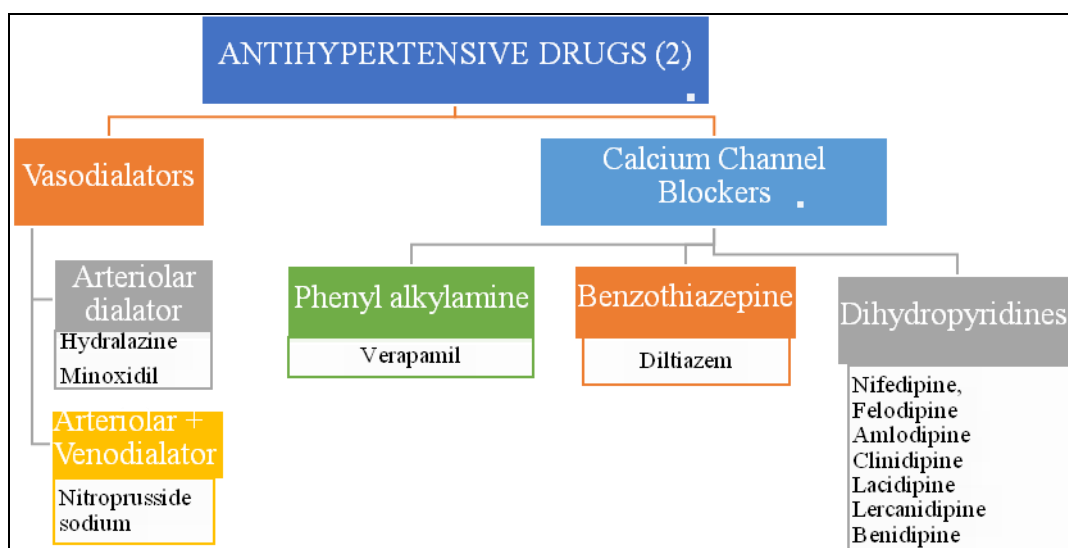 ANTIHYPERTENSIVE DRUGS (2)
Vasodialators
Arteriolar
dialator
Hydralazine
Minoxidil
Arteriolar +
Venodialator
Nitroprusside
sodium
Calcium Channel
Blockers
Phenyl alkylamine
Verapamil
Benzothiazepine
Diltiazem
Dihydropyridines
Nifedipine,
Felodipine
Amlodipine
Clinidipine
Lacidipine
Lercanidipine
Benidipine